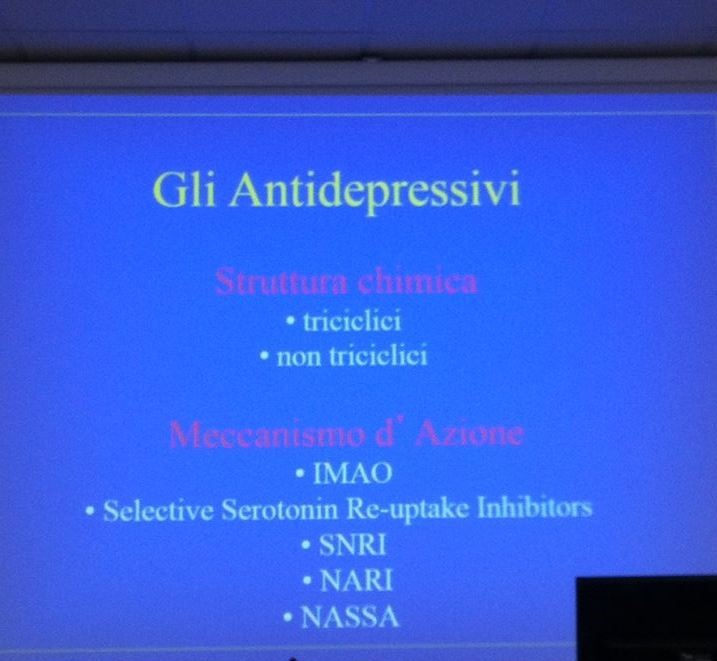 Gli Antidepressivi
Struttura chimica
• triciclici
• non triciclici
Meccanismo d' Azione
• IMAO
• Selective Serotonin Re-uptake Inhibitors
• SNRI
• NARI
• NASSA